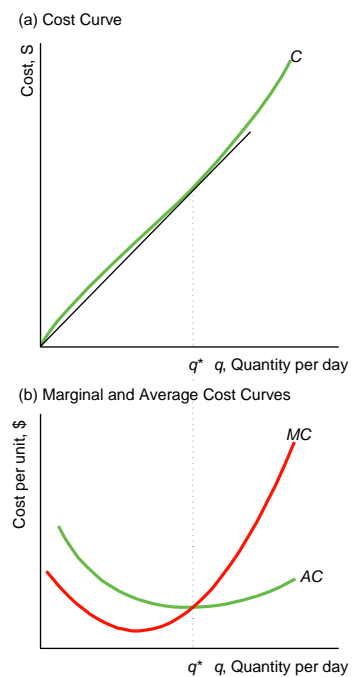 (a) Cost Curve
Cost, S
C
q* q, Quantity per day
(b) Marginal and Average Cost Curves
Cost per unit, $
MC
AC
q* q, Quantity per day